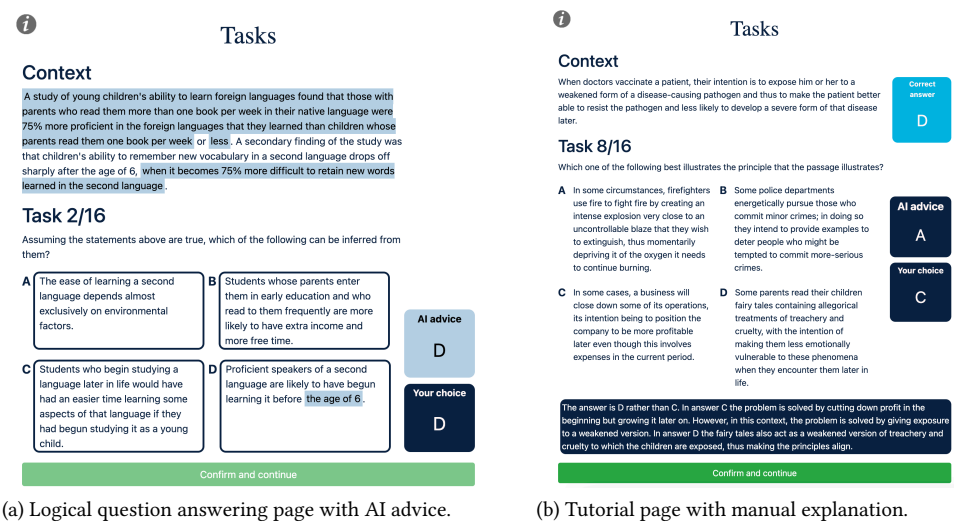 i
Tasks
Context
A study of young children's ability to learn foreign languages found that those with
parents who read them more than one book per week in their native language were
75% more proficient in the foreign languages that they learned than children whose
parents read them one book per week or less. A secondary finding of the study was
that children's ability to remember new vocabulary in a second language drops off
sharply after the age of 6, when it becomes 75% more difficult to retain new words
learned in the second language.
Task 2/16
Assuming the statements above are true, which of the following can be inferred from
them?
A The ease of learning a second
language depends almost
exclusively on environmental
factors.
B Students whose parents enter
them in early education and who
read to them frequently are more
likely to have extra income and
more free time.
C Students who begin studying a
language later in life would have
had an easier time learning some
aspects of that language if they
had begun studying it as a young
child.
D Proficient speakers of a second
language are likely to have begun
learning it before the age of 6.
AI advice
D
Your choice
D
Confirm and continue
(a) Logical question answering page with AI advice.
i
Tasks
Context
When doctors vaccinate a patient, their intention is to expose him or her to a
weakened form of a disease-causing pathogen and thus to make the patient better
able to resist the pathogen and less likely to develop a severe form of that disease
later.
Correct
answer
D
Task 8/16
Which one of the following best illustrates the principle that the passage illustrates?
A In some circumstances, firefighters
use fire to fight fire by creating an
intense explosion very close to an
uncontrollable blaze that they wish
to extinguish, thus momentarily
depriving it of the oxygen it needs
to continue burning.
B Some police departments
energetically pursue those who
commit minor crimes; in doing so
they intend to provide examples to
deter people who might be
tempted to commit more-serious
crimes.
C In some cases, a business will
close down some of its operations,
its intention being to position the
company to be more profitable
later even though this involves
expenses in the current period.
D Some parents read their children
fairy tales containing allegorical
treatments of treachery and
cruelty, with the intention of
making them less emotionally
vulnerable to these phenomena
when they encounter them later in
life.
AI advice
A
Your choice
C
The answer is D rather than C. In answer C the problem is solved by cutting down profit in the
beginning but growing it later on. However, in this context, the problem is solved by giving exposure
to a weakened version. In answer D the fairy tales also act as a weakened version of treachery and
cruelty to which the children are exposed, thus making the principles align.
Confirm and continue
(b) Tutorial page with manual explanation.